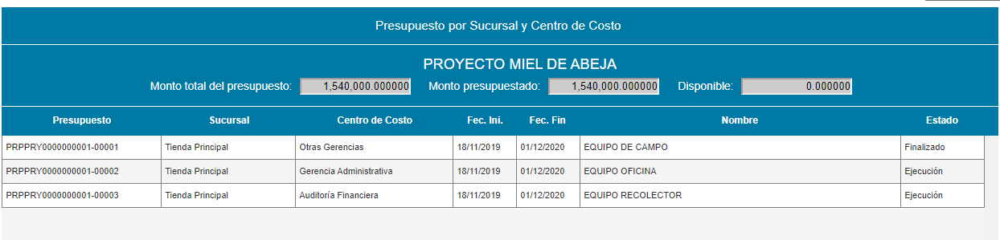 Presupuesto por Sucursal y Centro de Costo
PROYECTO MIEL DE ABEJA
Monto total del presupuesto: 1,540,000.000000 Monto presupuestado: 1,540,000.000000 Disponible: 0.000000
Presupuesto Sucursal Centro de Costo Fec. Ini. Fec. Fin Nombre Estado
PRPPRY0000000001-00001 Tienda Principal Otras Gerencias 18/11/2019 01/12/2020 EQUIPO DE CAMPO Finalizado
PRPPRY0000000001-00002 Tienda Principal Gerencia Administrativa 18/11/2019 01/12/2020 EQUIPO OFICINA Ejecución
PRPPRY0000000001-00003 Tienda Principal Auditoría Financiera 18/11/2019 01/12/2020 EQUIPO RECOLECTOR Ejecución